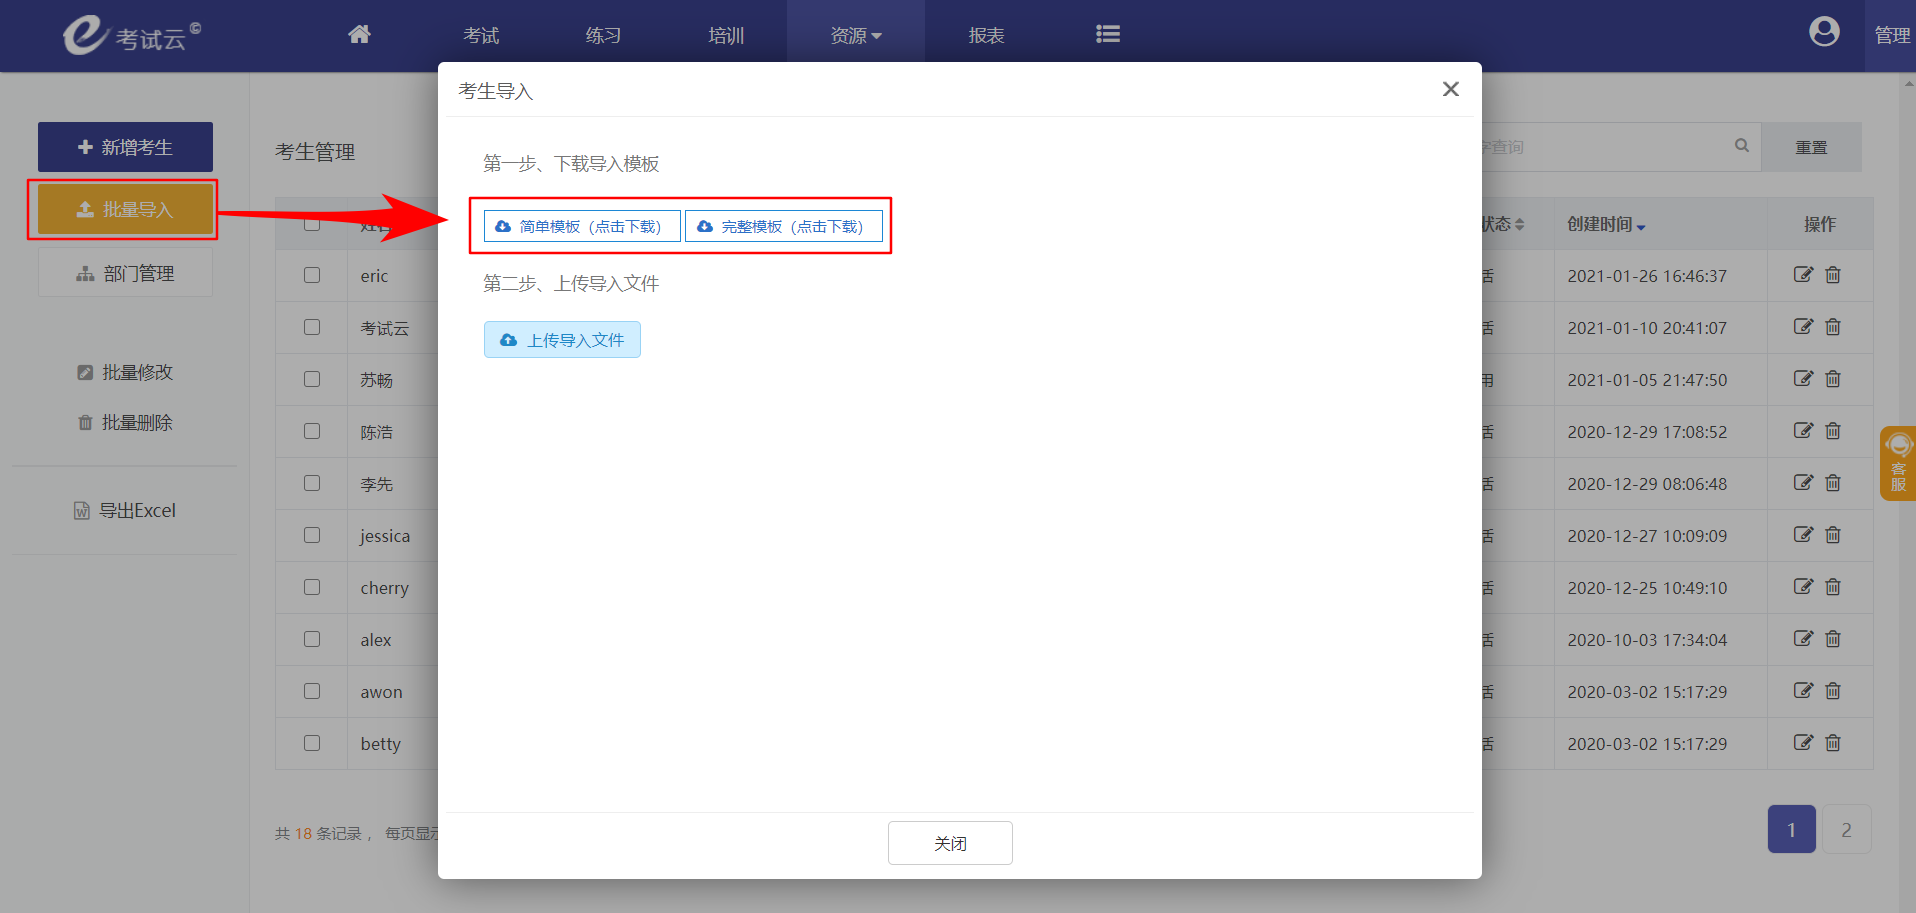 考试云©
考试
练习
培训
资源
报表
管理
新增考生
批量导入
部门管理
批量修改
批量删除
导出Excel
考生管理
字查询
重置
状态
创建时间
操作
eric
活
2021-01-26 16:46:37
考试云
活
2021-01-10 20:41:07
苏畅
用
2021-01-05 21:47:50
陈浩
活
2020-12-29 17:08:52
李先
活
2020-12-29 08:06:48
jessica
活
2020-12-27 10:09:09
cherry
活
2020-12-25 10:49:10
alex
活
2020-10-03 17:34:04
awon
活
2020-03-02 15:17:29
betty
活
2020-03-02 15:17:29
共 18 条记录， 每页显示
1
2
客服
考生导入
第一步、下载导入模板
简单模板（点击下载）
完整模板（点击下载）
第二步、上传导入文件
上传导入文件
关闭